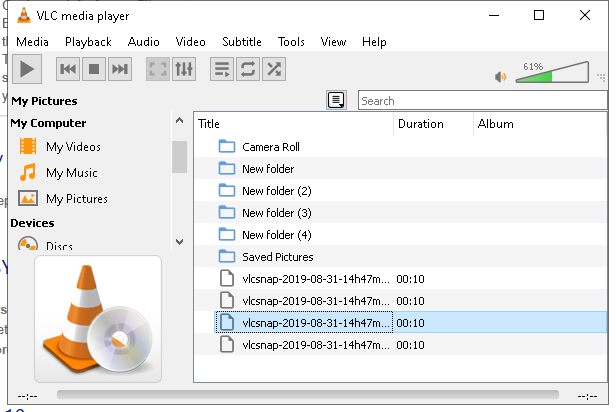 VLC media player
Media Playback Audio Video Subtitle Tools View Help
61%
My Pictures
Search
My Computer
My Videos
My Music
My Pictures
Devices
Discs
Title Duration Album
Camera Roll
New folder
New folder (2)
New folder (3)
New folder (4)
Saved Pictures
vlcsnap-2019-08-31-14h47m... 00:10
vlcsnap-2019-08-31-14h47m... 00:10
vlcsnap-2019-08-31-14h47m... 00:10
vlcsnap-2019-08-31-14h47m... 00:10
--:-- --:--